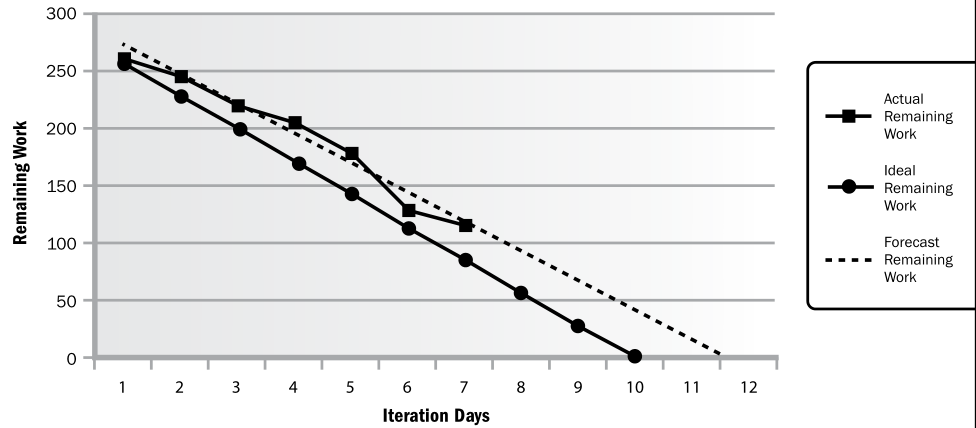 300
250
200
150
100
50
0
Remaining Work
1 2 3 4 5 6 7 8 9 10 11 12
Iteration Days
Actual
Remaining
Work
Ideal
Remaining
Work
Forecast
Remaining
Work